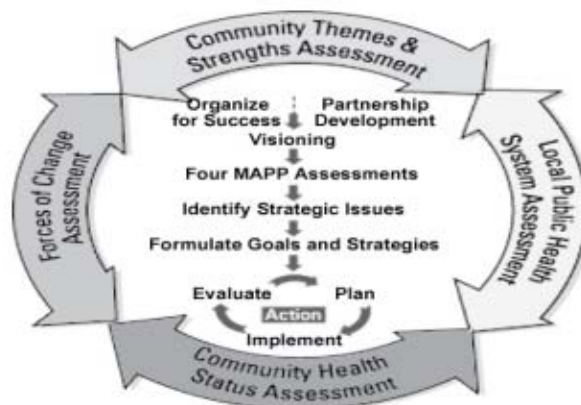 Community Themes &
Strengths Assessment
Organize
for Success
Partnership
Development
Visioning
Four MAPP Assessments
Identify Strategic Issues
Formulate Goals and Strategies
Evaluate
Plan
Action
Implement
Forces of Change
Assessment
Local Public Health
System Assessment
Community Health
Status Assessment